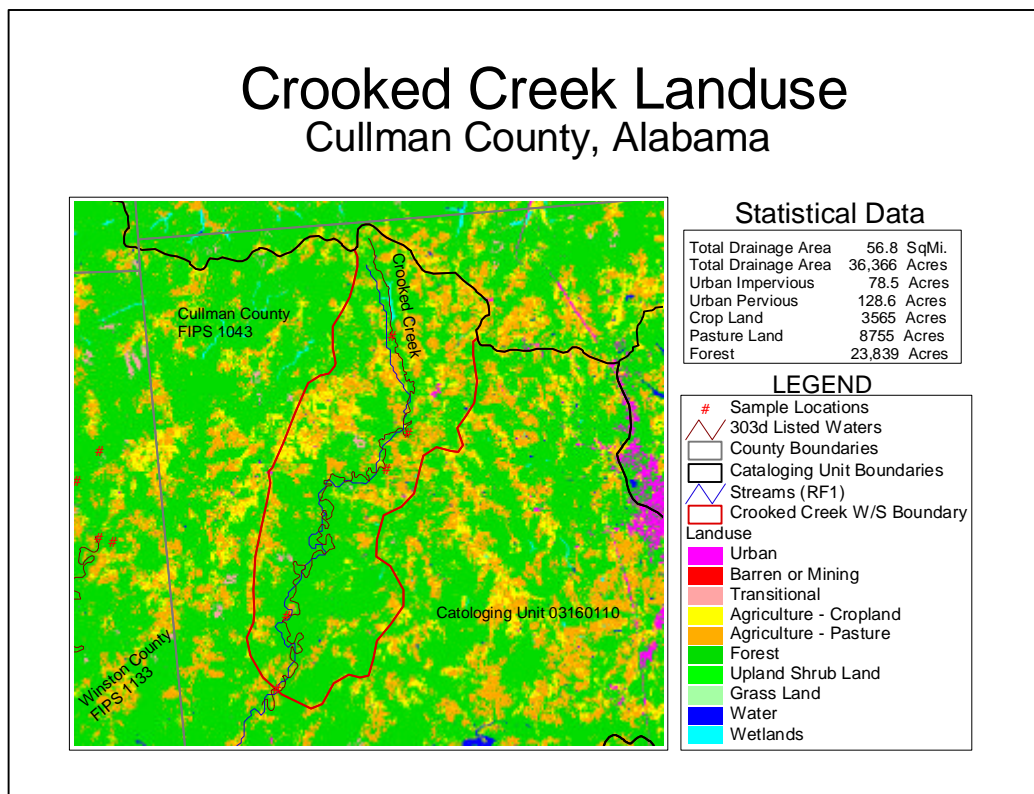 Crooked Creek Landuse
Cullman County, Alabama
Crooked Creek
Cullman County
FIPS 1043
Catologing Unit 03160110
Winston County
FIPS 1133
Statistical Data
Total Drainage Area 56.8 SqMi.
Total Drainage Area 36,366 Acres
Urban Impervious 78.5 Acres
Urban Pervious 128.6 Acres
Crop Land 3565 Acres
Pasture Land 8755 Acres
Forest 23,839 Acres
LEGEND
# Sample Locations
303d Listed Waters
County Boundaries
Cataloging Unit Boundaries
Streams (RF1)
Crooked Creek W/S Boundary
Landuse
Urban
Barren or Mining
Transitional
Agriculture - Cropland
Agriculture - Pasture
Forest
Upland Shrub Land
Grass Land
Water
Wetlands